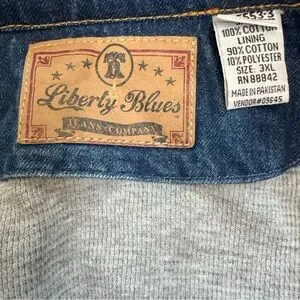 Liberty Blues
JEANS COMPANY
100% COTTON
LINING
90% COTTON
10% POLYESTER
SIZE: 3XL
RN 88842
MADE IN PAKISTAN
VENDOR#09645